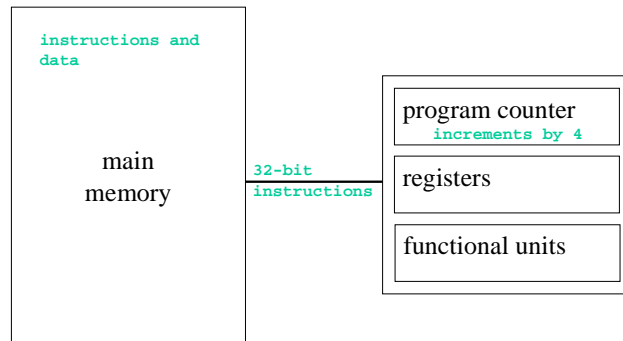 instructions and
data
main
memory
32-bit
instructions
program counter
increments by 4
registers
functional units